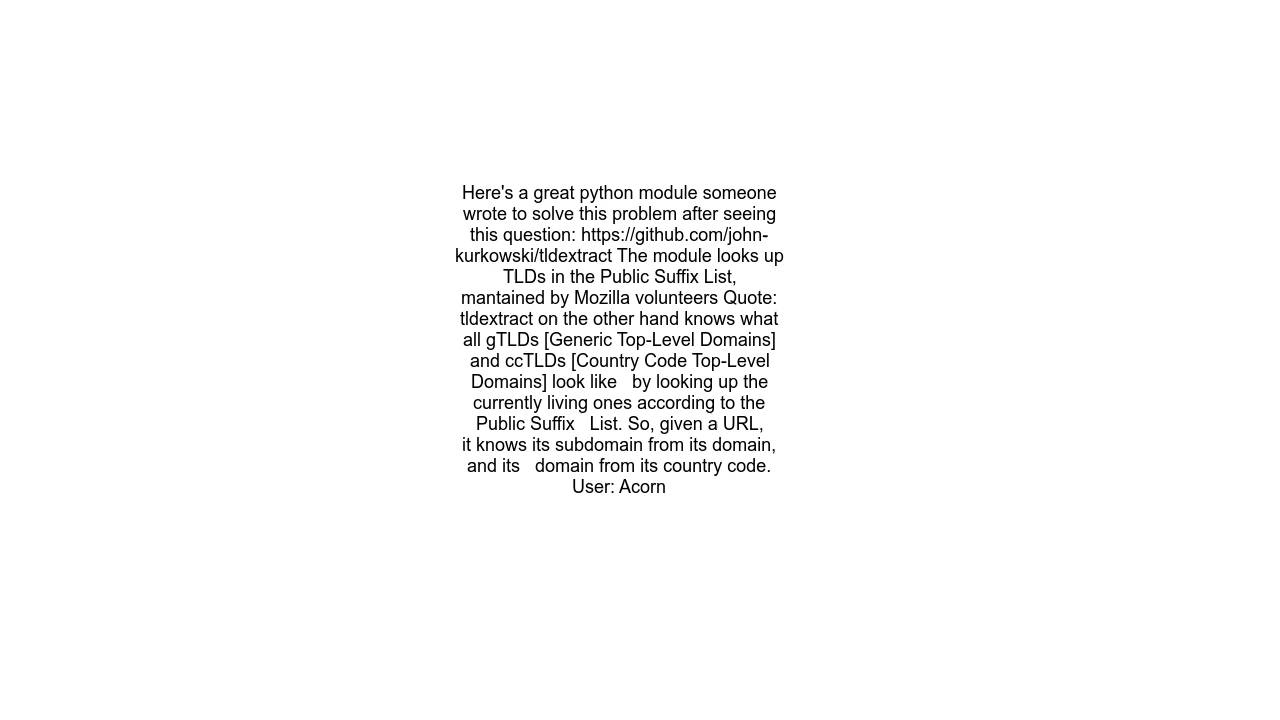 Here's a great python module someone
wrote to solve this problem after seeing
this question: https://github.com/john-
kurkowski/tldextract The module looks up
TLDs in the Public Suffix List,
mantained by Mozilla volunteers Quote:
tldextract on the other hand knows what
all gTLDs [Generic Top-Level Domains]
and ccTLDs [Country Code Top-Level
Domains] look like   by looking up the
currently living ones according to the
Public Suffix   List. So, given a URL,
it knows its subdomain from its domain,
and its   domain from its country code.
User: Acorn